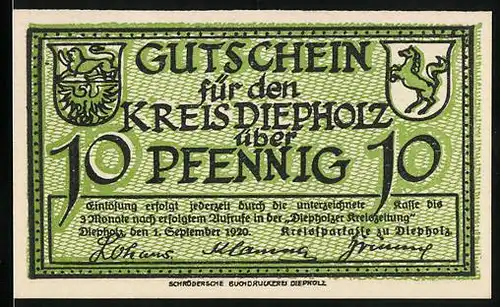 GUTSCHEIN
für den
KREIS DIEPHOLZ
über
10 PFENNIG 10
Einlösung erfolgt jederzeit durch die unterzeichnete Kasse bis
3 Monate nach erfolgtem Aufrufe in der „Diepholzer Kreiszeitung“
Diepholz, den 1. September 1920. Kreissparkasse zu Diepholz.
SCHRÖDERSCHE BUCHDRUCKEREI DIEPHOLZ